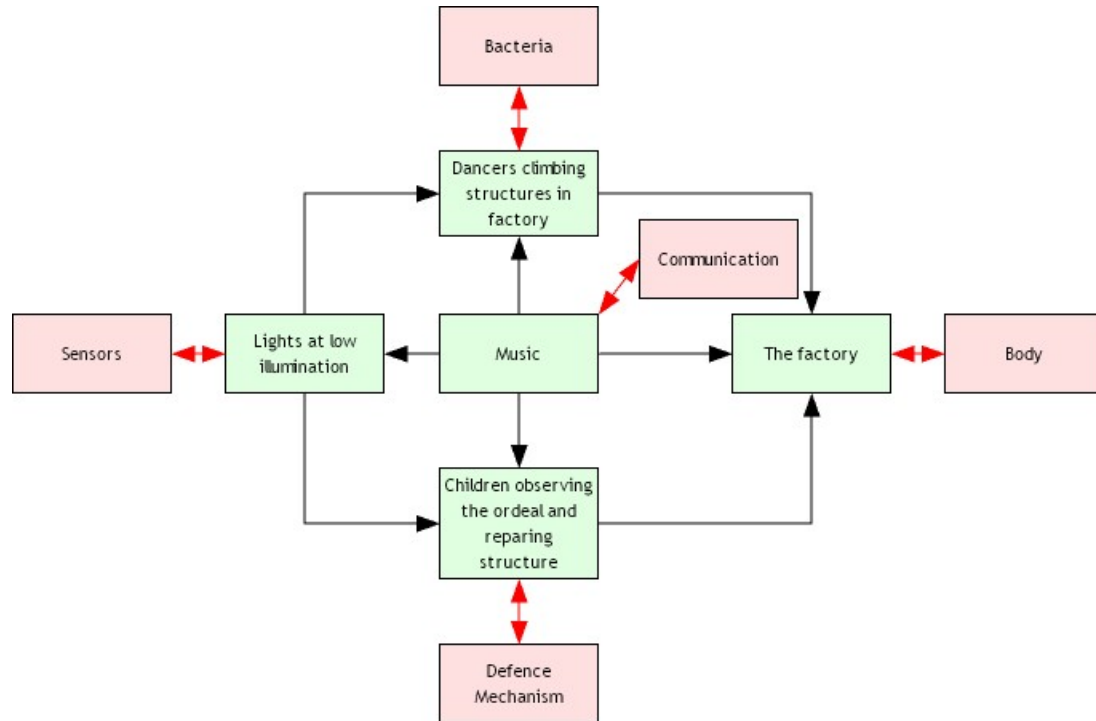 Bacteria
Dancers climbing
structures in
factory
Communication
Sensors
Lights at low
illumination
Music
The factory
Body
Children observing
the ordeal and
reparing
structure
Defence
Mechanism